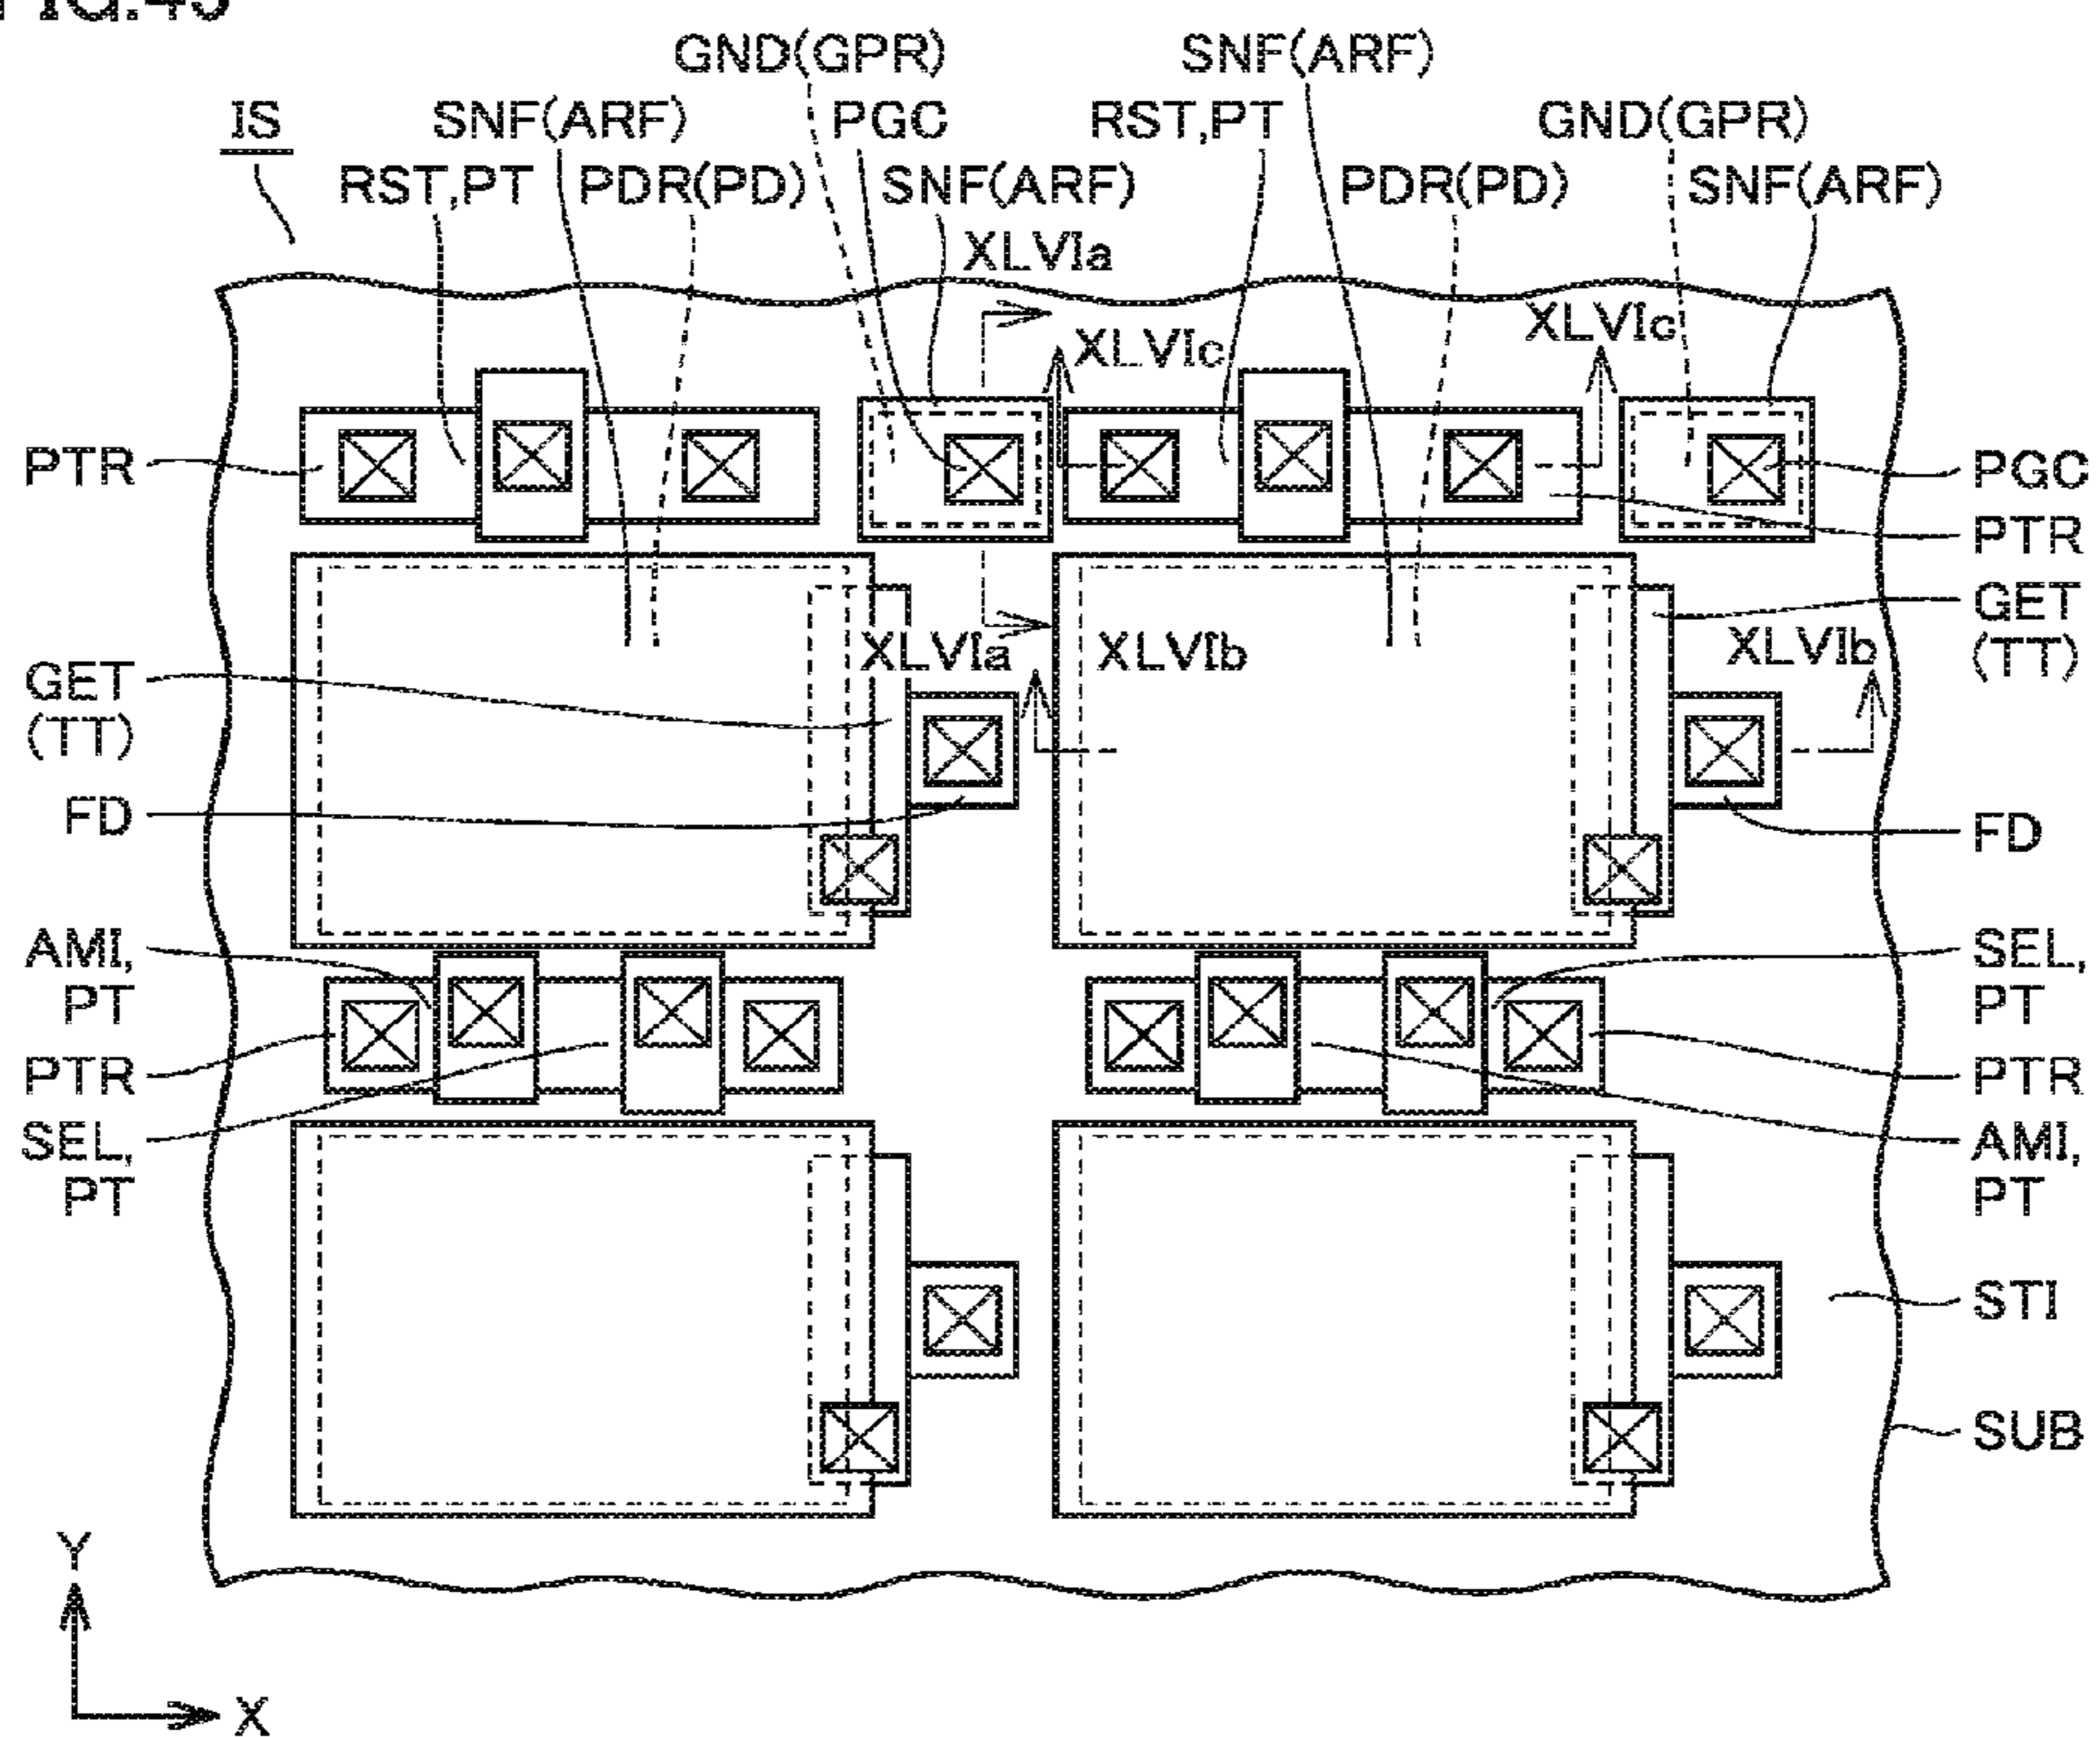 GND(GPR)
SNF(ARF)
IS
SNF(ARF)
PGC
RST,PT
GND(GPR)
RST,PT
PDR(PD)
SNF(ARF)
PDR(PD)
SNF(ARF)
XLVIa
XLVIc
XLVIc
PTR
PGC
PTR
GET
(TT)
XLVIa
XLVIb
XLVIb
GET
(TT)
FD
FD
AMI,
PT
SEL,
PT
PTR
PTR
SEL,
PT
AMI,
PT
STI
SUB
Y
X